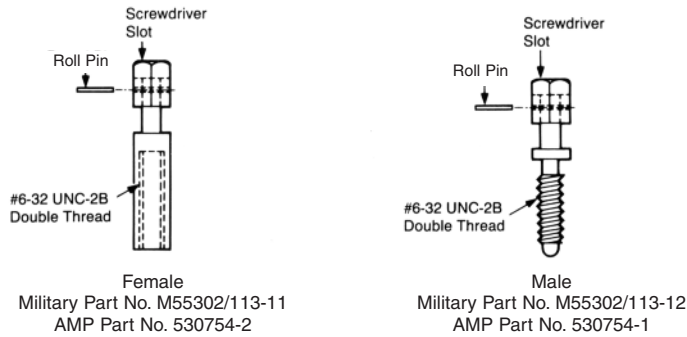 Screwdriver
Slot
Roll Pin
#6-32 UNC-2B
Double Thread
Female
Military Part No. M55302/113-11
AMP Part No. 530754-2
Screwdriver
Slot
Roll Pin
#6-32 UNC-2B
Double Thread
Male
Military Part No. M55302/113-12
AMP Part No. 530754-1